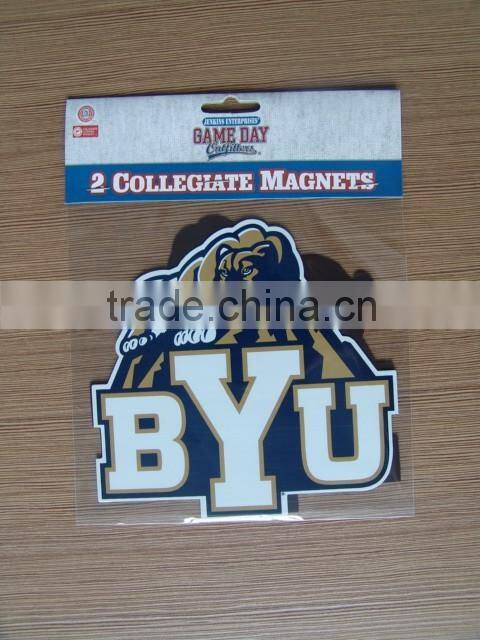 JENKINS ENTERPRISES'
GAME DAY
Outfitters
2 COLLEGIATE MAGNETS
trade.china.cn
BYU